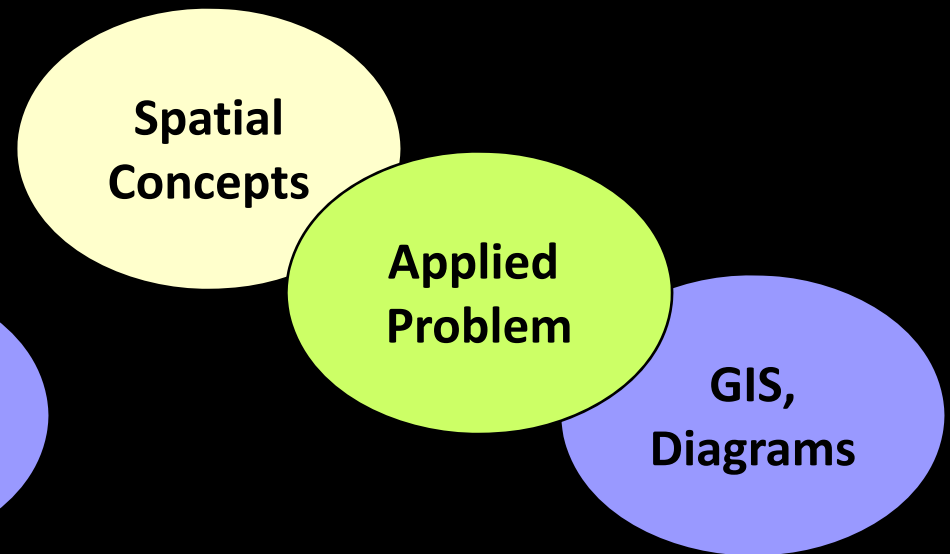 Spatial
Concepts
Applied
Problem
GIS,
Diagrams